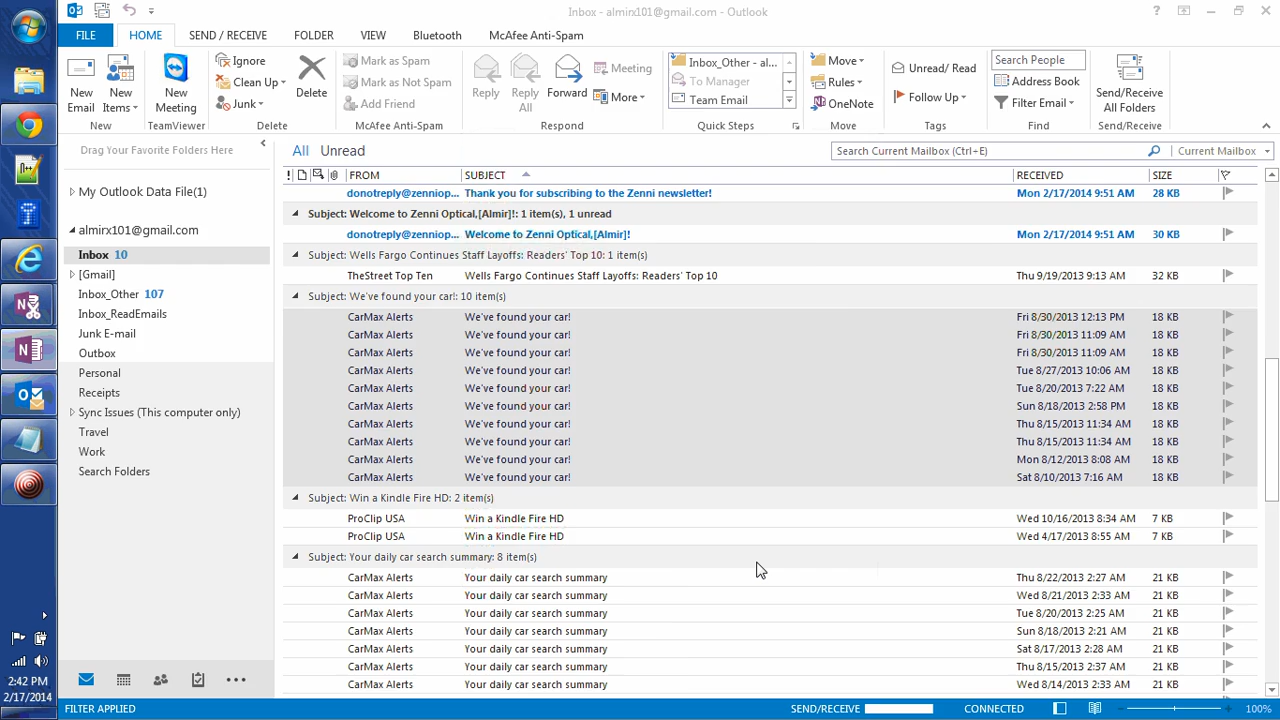 Inbox - almirx101@gmail.com - Outlook
FILE HOME SEND / RECEIVE FOLDER VIEW Bluetooth McAfee Anti-Spam
New Email
New Items
New
New Meeting
TeamViewer
Ignore
Clean Up
Junk
Delete
Delete
Mark as Spam
Mark as Not Spam
Add Friend
McAfee Anti-Spam
Reply
Reply All
Forward
Meeting
More
Respond
Inbox_Other - al...
To Manager
Team Email
Quick Steps
Move
Rules
OneNote
Move
Unread/ Read
Follow Up
Tags
Search People
Address Book
Filter Email
Find
Send/Receive All Folders
Send/Receive
Drag Your Favorite Folders Here
My Outlook Data File(1)
almirx101@gmail.com
Inbox 10
[Gmail]
Inbox_Other 107
Inbox_ReadEmails
Junk E-mail
Outbox
Personal
Receipts
Sync Issues (This computer only)
Travel
Work
Search Folders
All Unread
Search Current Mailbox (Ctrl+E) Current Mailbox
! FROM SUBJECT RECEIVED SIZE
donotreply@zenniop... Thank you for subscribing to the Zenni newsletter! Mon 2/17/2014 9:51 AM 28 KB
Subject: Welcome to Zenni Optical,[Almir]!: 1 item(s), 1 unread
donotreply@zenniop... Welcome to Zenni Optical,[Almir]! Mon 2/17/2014 9:51 AM 30 KB
Subject: Wells Fargo Continues Staff Layoffs: Readers' Top 10: 1 item(s)
TheStreet Top Ten Wells Fargo Continues Staff Layoffs: Readers' Top 10 Thu 9/19/2013 9:13 AM 32 KB
Subject: We've found your car!: 10 item(s)
CarMax Alerts We've found your car! Fri 8/30/2013 12:13 PM 18 KB
CarMax Alerts We've found your car! Fri 8/30/2013 11:09 AM 18 KB
CarMax Alerts We've found your car! Fri 8/30/2013 11:09 AM 18 KB
CarMax Alerts We've found your car! Tue 8/27/2013 10:06 AM 18 KB
CarMax Alerts We've found your car! Tue 8/20/2013 7:22 AM 18 KB
CarMax Alerts We've found your car! Sun 8/18/2013 2:58 PM 18 KB
CarMax Alerts We've found your car! Thu 8/15/2013 11:34 AM 18 KB
CarMax Alerts We've found your car! Thu 8/15/2013 11:34 AM 18 KB
CarMax Alerts We've found your car! Mon 8/12/2013 8:08 AM 18 KB
CarMax Alerts We've found your car! Sat 8/10/2013 7:16 AM 18 KB
Subject: Win a Kindle Fire HD: 2 item(s)
ProClip USA Win a Kindle Fire HD Wed 10/16/2013 8:34 AM 7 KB
ProClip USA Win a Kindle Fire HD Wed 4/17/2013 8:55 AM 7 KB
Subject: Your daily car search summary: 8 item(s)
CarMax Alerts Your daily car search summary Thu 8/22/2013 2:27 AM 21 KB
CarMax Alerts Your daily car search summary Wed 8/21/2013 2:33 AM 21 KB
CarMax Alerts Your daily car search summary Tue 8/20/2013 2:25 AM 21 KB
CarMax Alerts Your daily car search summary Sun 8/18/2013 2:21 AM 21 KB
CarMax Alerts Your daily car search summary Sat 8/17/2013 2:28 AM 21 KB
CarMax Alerts Your daily car search summary Thu 8/15/2013 2:37 AM 21 KB
CarMax Alerts Your daily car search summary Wed 8/14/2013 2:33 AM 21 KB
2:42 PM
2/17/2014
FILTER APPLIED SEND/RECEIVE CONNECTED 100%